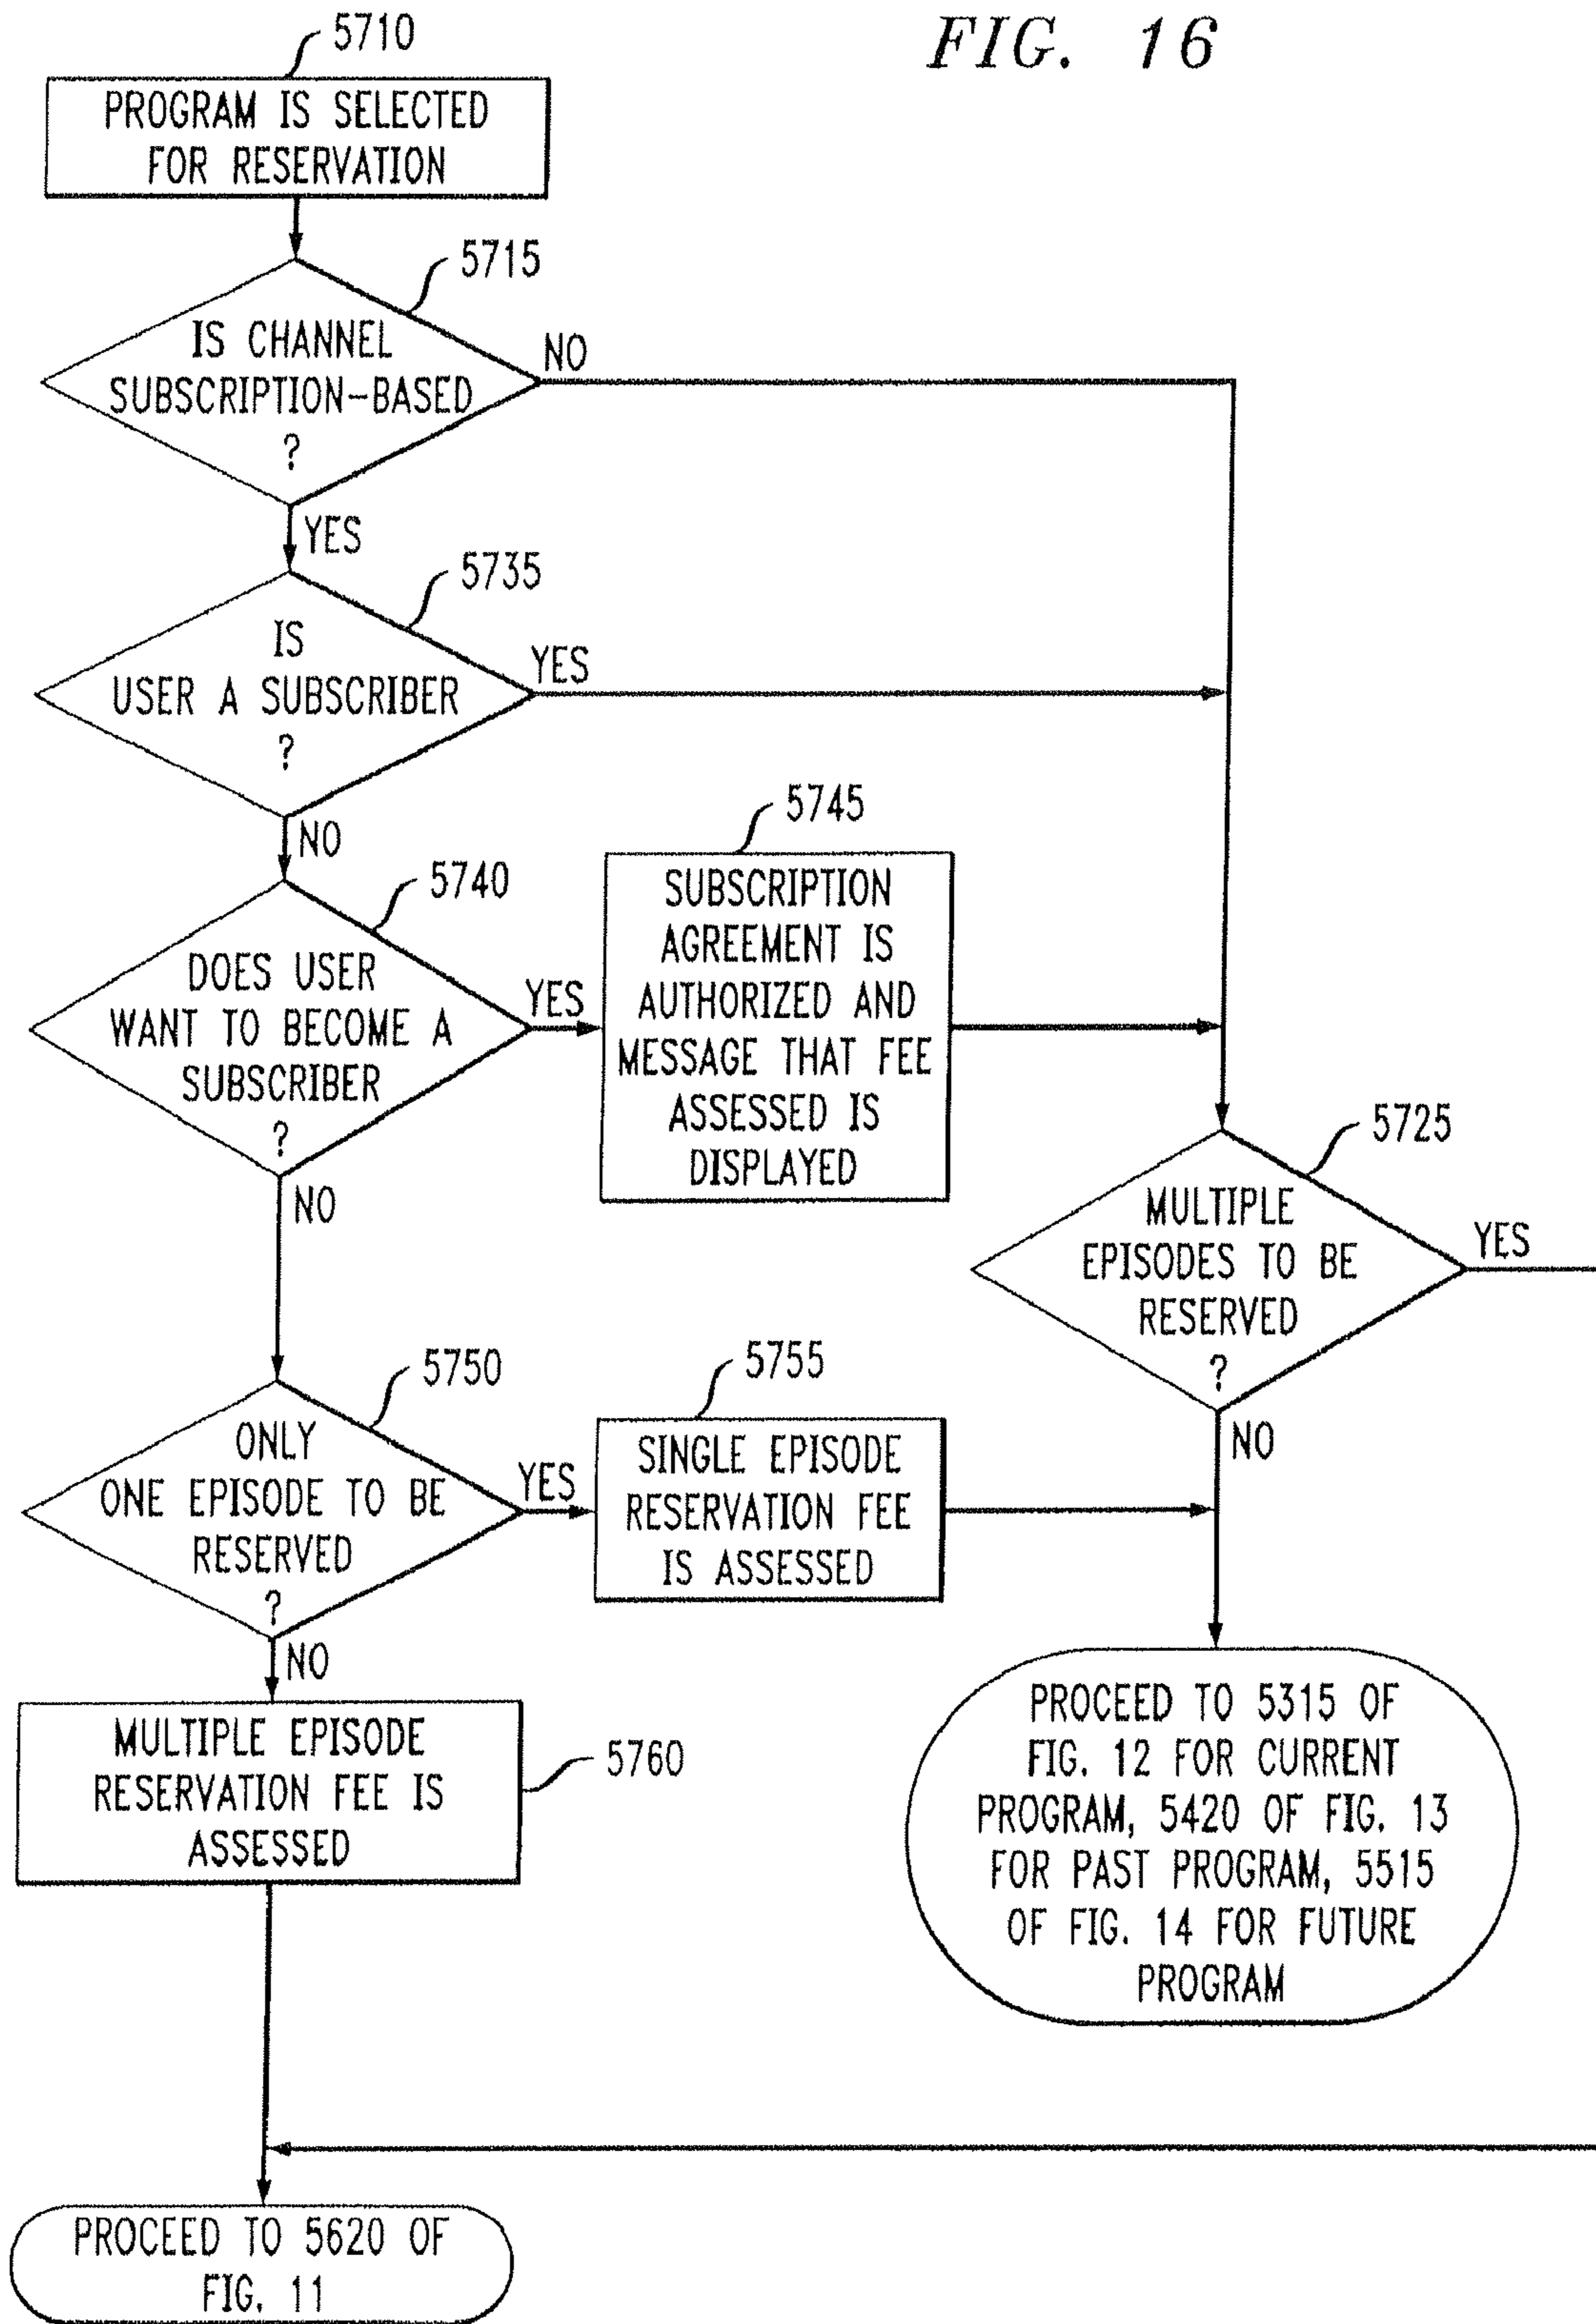 FIG. 16
5710
PROGRAM IS SELECTED
FOR RESERVATION
5715
IS CHANNEL
SUBSCRIPTION-BASED
?
NO
YES
5735
IS
USER A SUBSCRIBER
?
YES
NO
5740
DOES USER
WANT TO BECOME A
SUBSCRIBER
?
YES
NO
5745
SUBSCRIPTION
AGREEMENT IS
AUTHORIZED AND
MESSAGE THAT FEE
ASSESSED IS
DISPLAYED
5725
MULTIPLE
EPISODES TO BE
RESERVED
?
YES
NO
5750
ONLY
ONE EPISODE TO BE
RESERVED
?
YES
NO
5755
SINGLE EPISODE
RESERVATION FEE
IS ASSESSED
MULTIPLE EPISODE
RESERVATION FEE IS
ASSESSED
5760
PROCEED TO 5315 OF
FIG. 12 FOR CURRENT
PROGRAM, 5420 OF FIG. 13
FOR PAST PROGRAM, 5515
OF FIG. 14 FOR FUTURE
PROGRAM
PROCEED TO 5620 OF
FIG. 11